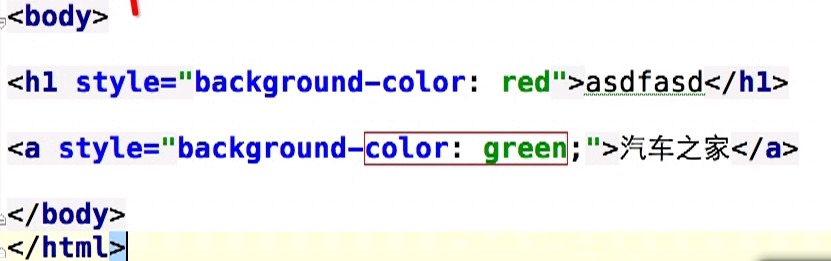 <body>
<h1 style="background-color: red">asdfasd</h1>
<a style="background-color: green;">汽车之家</a>
</body>
</html>